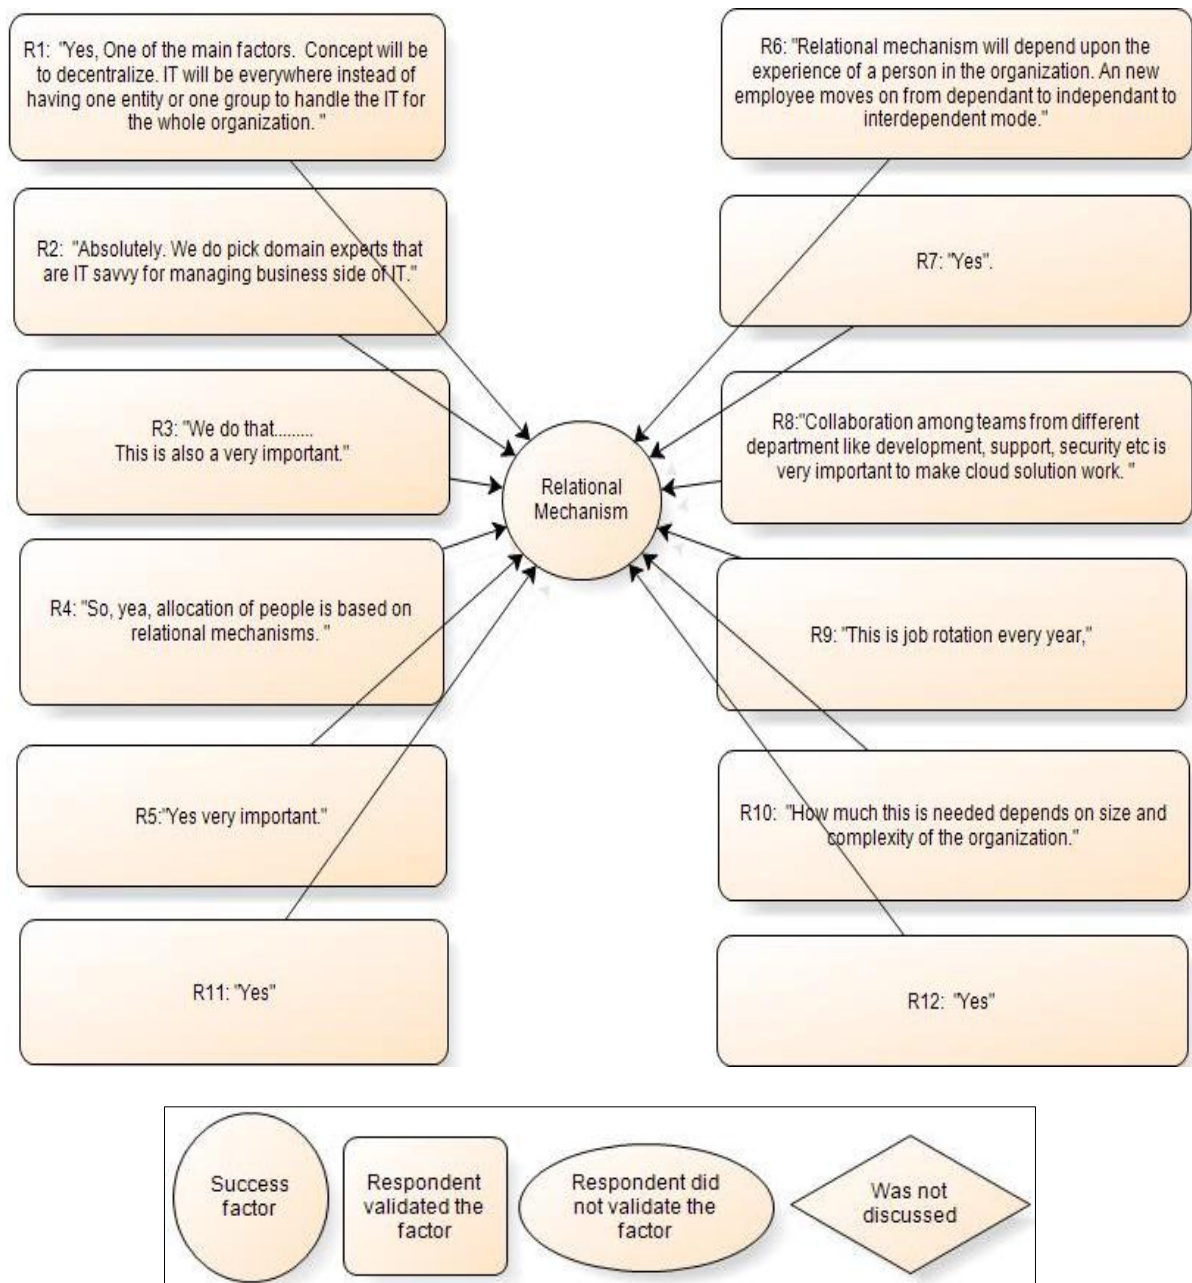 R1: "Yes, One of the main factors. Concept will be
to decentralize. IT will be everywhere instead of
having one entity or one group to handle the IT for
the whole organization. "
R2: "Absolutely. We do pick domain experts that
are IT savvy for managing business side of IT."
R3: "We do that.........
This is also a very important."
R4: "So, yea, allocation of people is based on
relational mechanisms. "
R5:"Yes very important."
R11: "Yes"
Relational
Mechanism
R6: "Relational mechanism will depend upon the
experience of a person in the organization. An new
employee moves on from dependant to independant to
interdependent mode."
R7: "Yes".
R8:"Collaboration among teams from different
department like development, support, security etc is
very important to make cloud solution work. "
R9: "This is job rotation every year,"
R10: "How much this is needed depends on size and
complexity of the organization."
R12: "Yes"
Success
factor
Respondent
validated the
factor
Respondent did
not validate the
factor
Was not
discussed